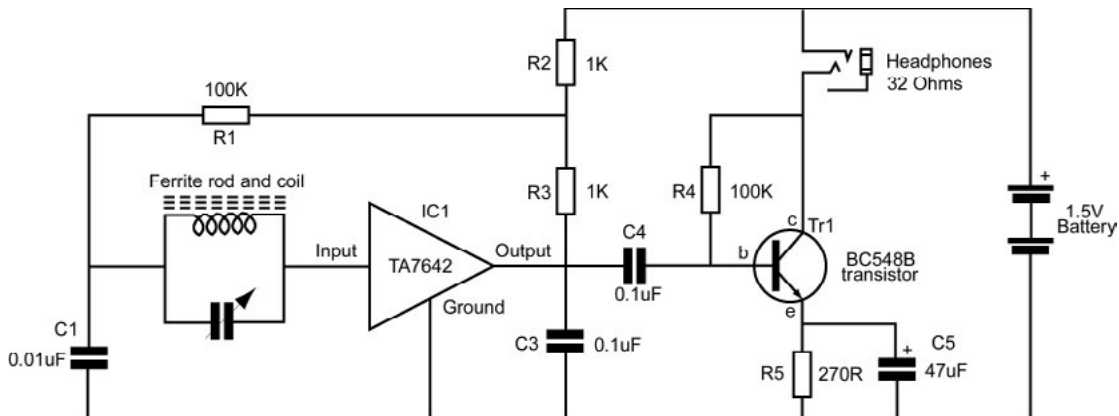 R2
1K
Headphones
32 Ohms
100K
R1
Ferrite rod and coil
R3
1K
R4
100K
+
1.5V
Battery
IC1
Input
TA7642
Output
Ground
C4
0.1uF
c
Tr1
b
BC548B
transistor
e
C1
0.01uF
C3
0.1uF
R5
270R
+
C5
47uF